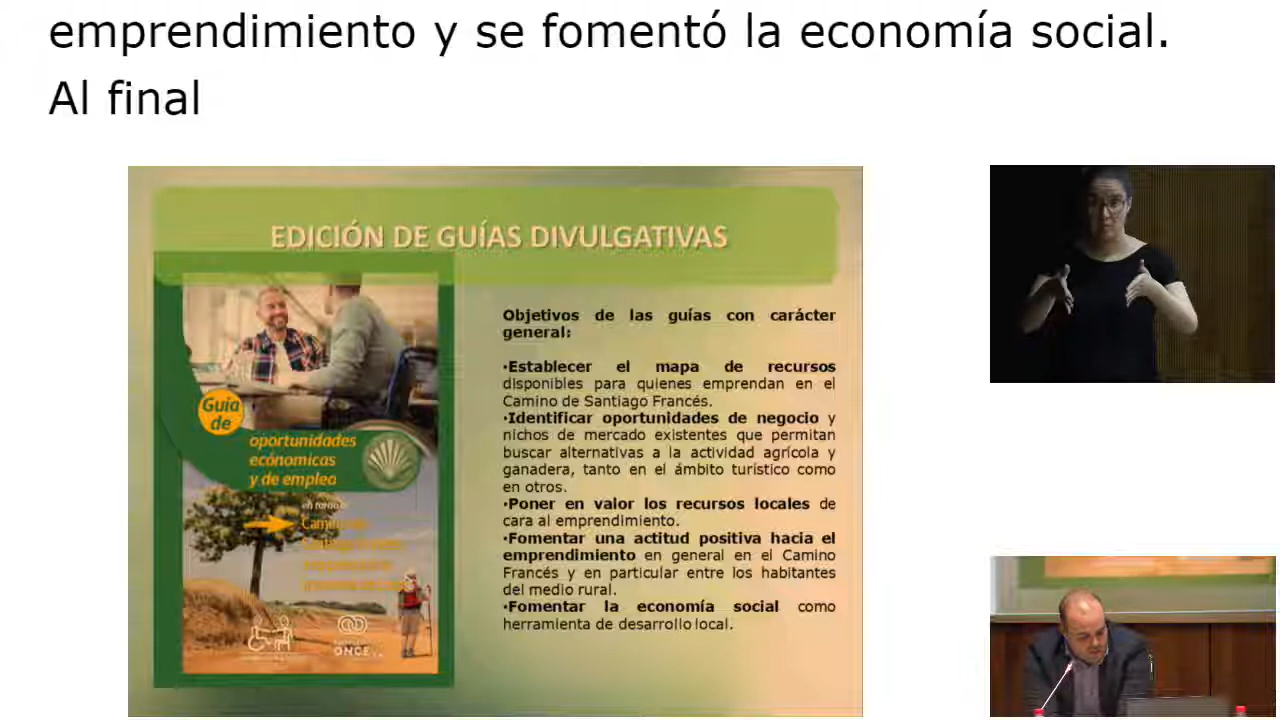 emprendimiento y se fomentó la economía social.
Al final
EDICIÓN DE GUÍAS DIVULGATIVAS
Guía
de
oportunidades
ecónomicas
y de empleo
en torno al
Objetivos de las guías con carácter
general:
•Establecer el mapa de recursos
disponibles para quienes emprendan en el
Camino de Santiago Francés.
•Identificar oportunidades de negocio y
nichos de mercado existentes que permitan
buscar alternativas a la actividad agrícola y
ganadera, tanto en el ámbito turístico como
en otros.
•Poner en valor los recursos locales de
cara al emprendimiento.
•Fomentar una actitud positiva hacia el
emprendimiento en general en el Camino
Francés y en particular entre los habitantes
del medio rural.
•Fomentar la economía social como
herramienta de desarrollo local.
ONCE